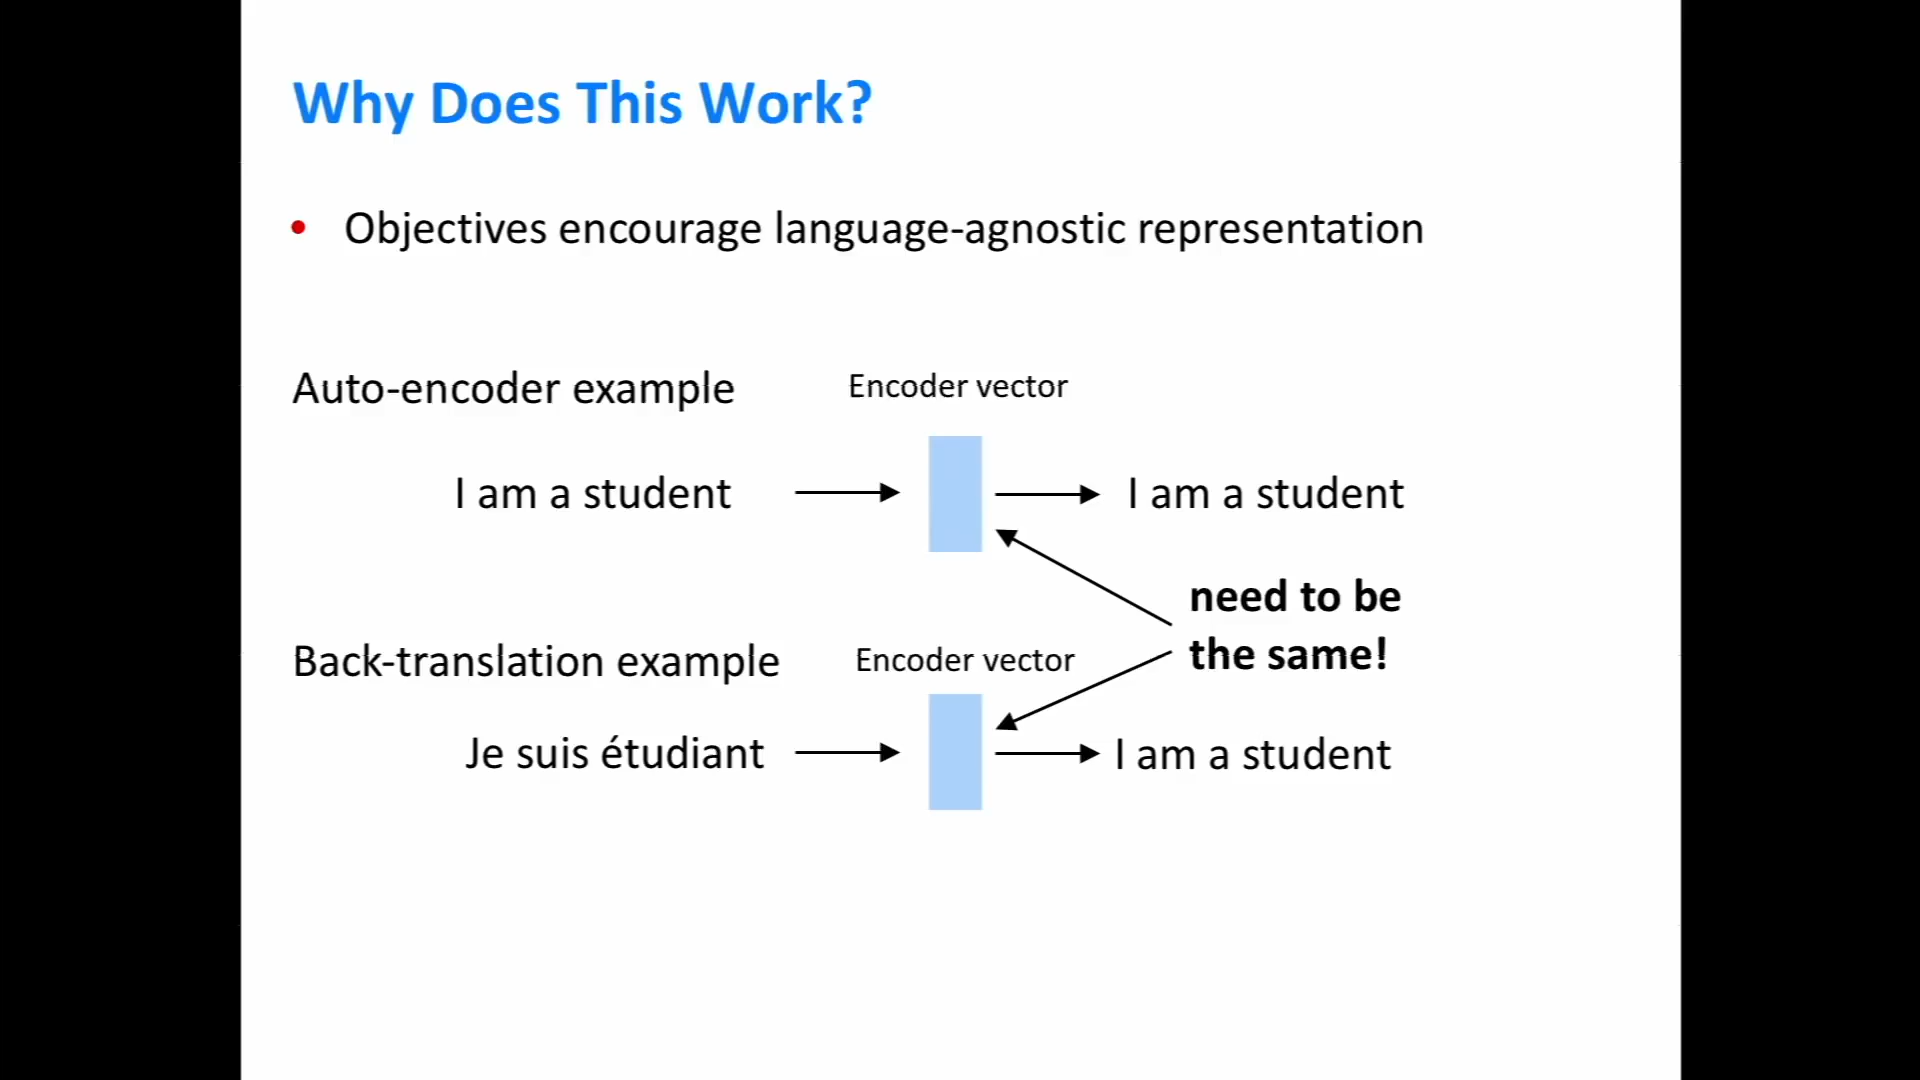 Why Does This Work?
• Objectives encourage language-agnostic representation
Auto-encoder example
Encoder vector
I am a student
I am a student
need to be
the same!
Back-translation example
Encoder vector
Je suis étudiant
I am a student